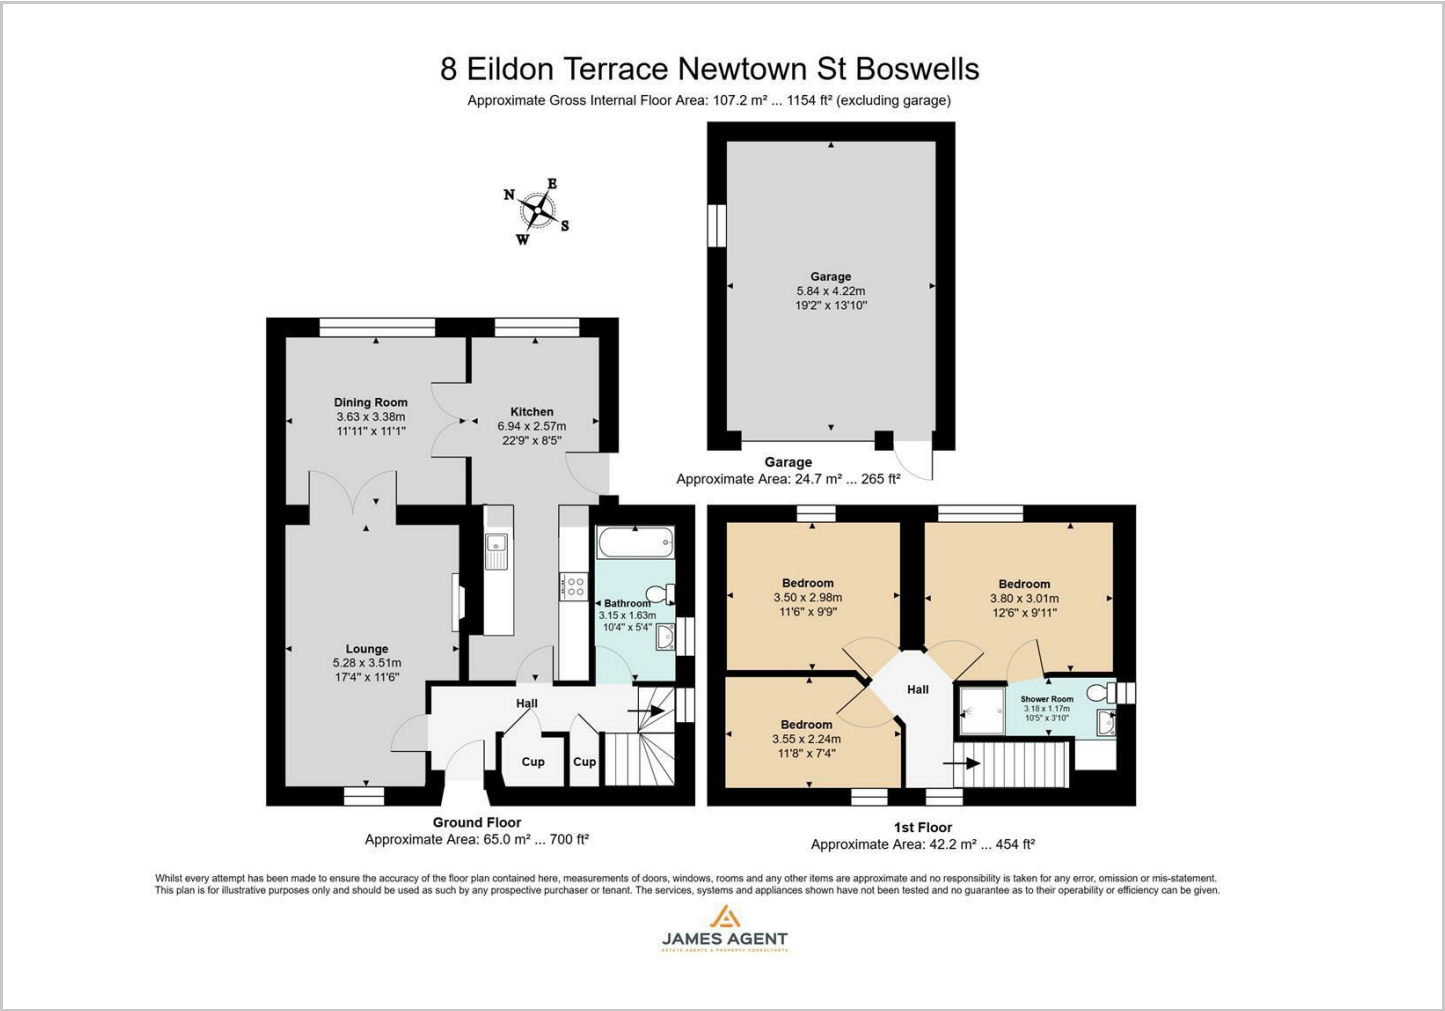 8 Eildon Terrace Newtown St Boswells
Approximate Gross Internal Floor Area: 107.2 m² ... 1154 ft² (excluding garage)
N
E
S
W
Garage
5.84 x 4.22m
19'2" x 13'10"
Garage
Approximate Area: 24.7 m² ... 265 ft²
Dining Room
3.63 x 3.38m
11'11" x 11'1"
Kitchen
6.94 x 2.57m
22'9" x 8'5"
Lounge
5.28 x 3.51m
17'4" x 11'6"
Bathroom
3.15 x 1.63m
10'4" x 5'4"
Hall
Cup
Cup
Ground Floor
Approximate Area: 65.0 m² ... 700 ft²
Bedroom
3.50 x 2.98m
11'6" x 9'9"
Bedroom
3.80 x 3.01m
12'6" x 9'11"
Hall
Shower Room
3.18 x 1.17m
10'5" x 3'10"
Bedroom
3.55 x 2.24m
11'8" x 7'4"
1st Floor
Approximate Area: 42.2 m² ... 454 ft²
Whilst every attempt has been made to ensure the accuracy of the floor plan contained here, measurements of doors, windows, rooms and any other items are approximate and no responsibility is taken for any error, omission or mis-statement.
This plan is for illustrative purposes only and should be used as such by any prospective purchaser or tenant. The services, systems and appliances shown have not been tested and no guarantee as to their operability or efficiency can be given.
JAMES AGENT
ESTATE AGENTS & PROPERTY CONSULTANTS